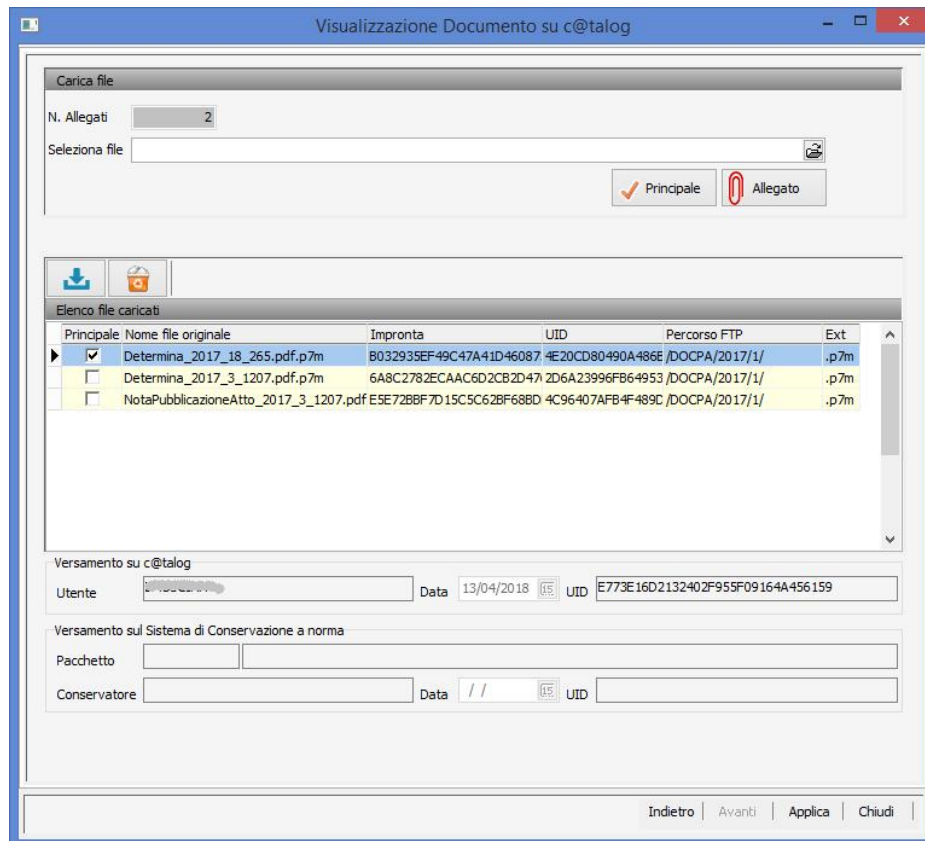 Visualizzazione Documento su c@talog
Carica file
N. Allegati 2
Seleziona file
Principale Allegato
Elenco file caricati
Principale Nome file originale Impronta UID Percorso FTP Ext
Determina_2017_18_265.pdf.p7m B032935EF49C47A41D46087 4E20CD80490A486E /DOCPA/2017/1/ .p7m
Determina_2017_3_1207.pdf.p7m 6A8C2782ECAAC6D2CB2D47 2D6A23996FB64953 /DOCPA/2017/1/ .p7m
NotaPubblicazioneAtto_2017_3_1207.pdf E5E72BBF7D15C5C62BF68BD 4C96407AFB4F489D /DOCPA/2017/1/ .p7m
Versamento su c@talog
Utente Data 13/04/2018 15 UID E773E16D2132402F955F09164A456159
Versamento sul Sistema di Conservazione a norma
Pacchetto
Conservatore Data / / 15 UID
Indietro Avanti Applica Chiudi